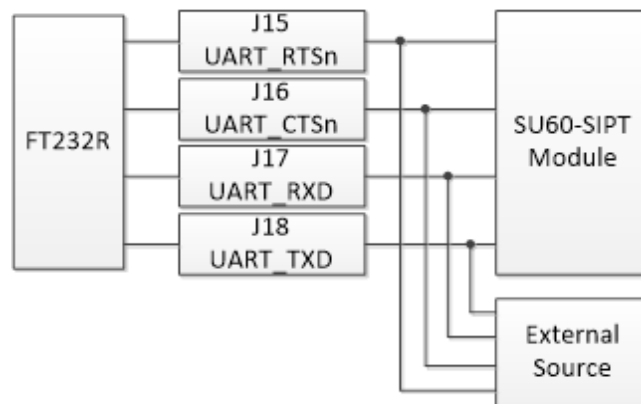 FT232R
J15
UART_RTSn
J16
UART_CTSn
J17
UART_RXD
J18
UART_TXD
SU60-SIPT
Module
External
Source